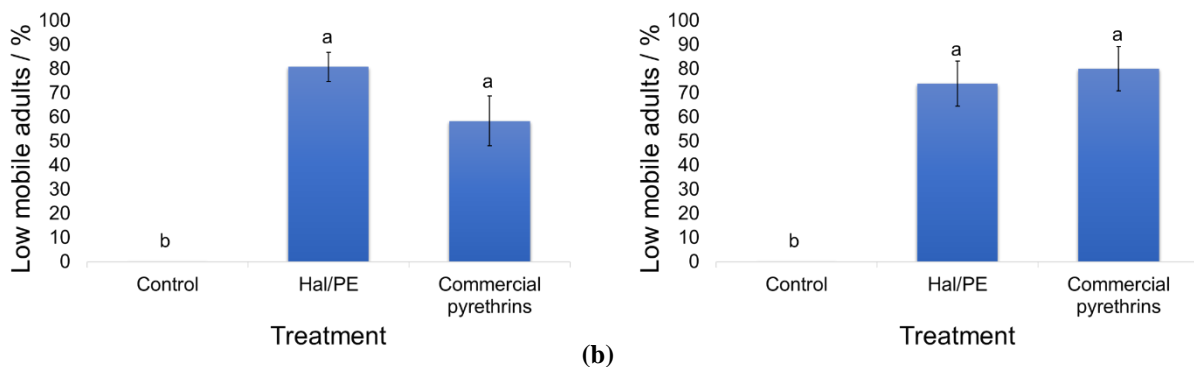 Low mobile adults / %
100
90
80
70
60
50
40
30
20
10
0
b
a
a
Control
Hal/PE
Commercial
pyrethrins
Treatment
(b)
Low mobile adults / %
100
90
80
70
60
50
40
30
20
10
0
b
a
a
Control
Hal/PE
Commercial
pyrethrins
Treatment